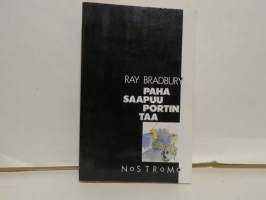 RAY BRADBURY
PAHA
SAAPUU
PORTIN
TAA
NoSTRoMo